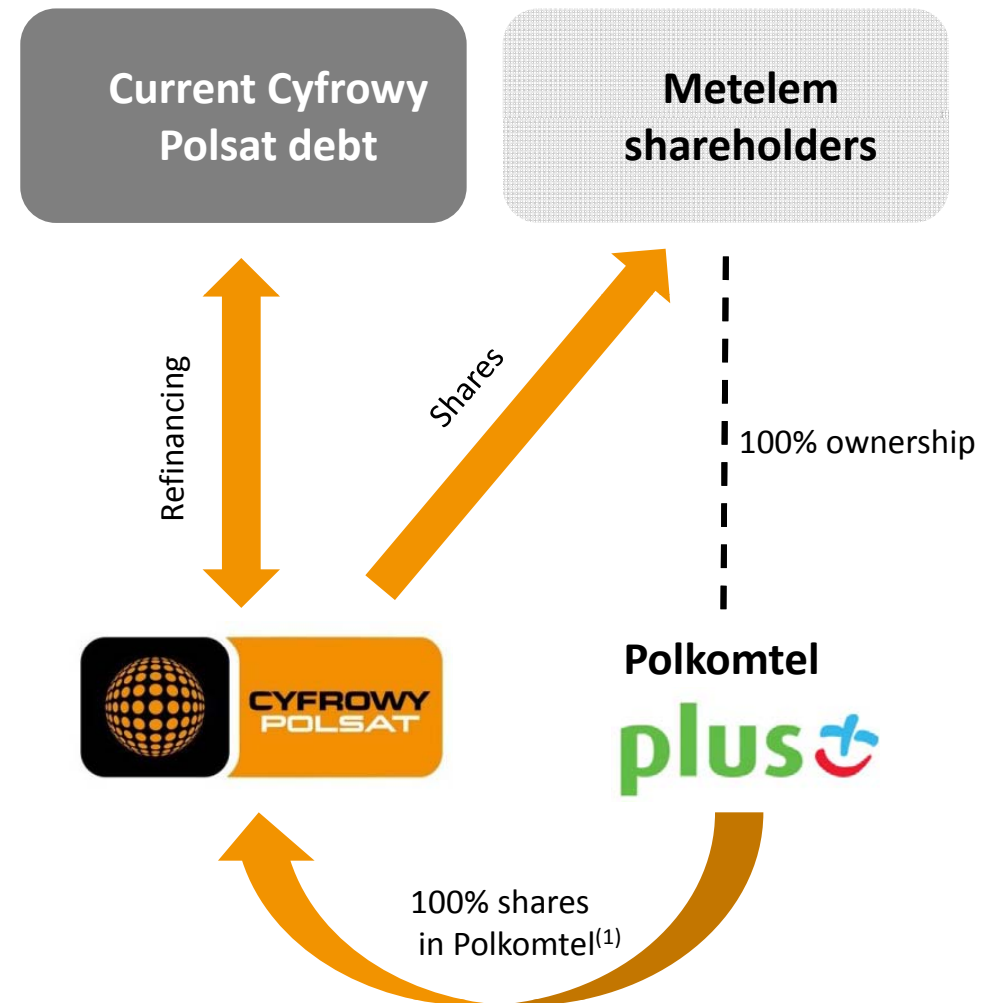 Current Cyfrowy
Polsat debt
Metelem
shareholders
Refinancing
Shares
100% ownership
CYFROWY
POLSAT
Polkomtel
plus
100% shares
in Polkomtel(1)